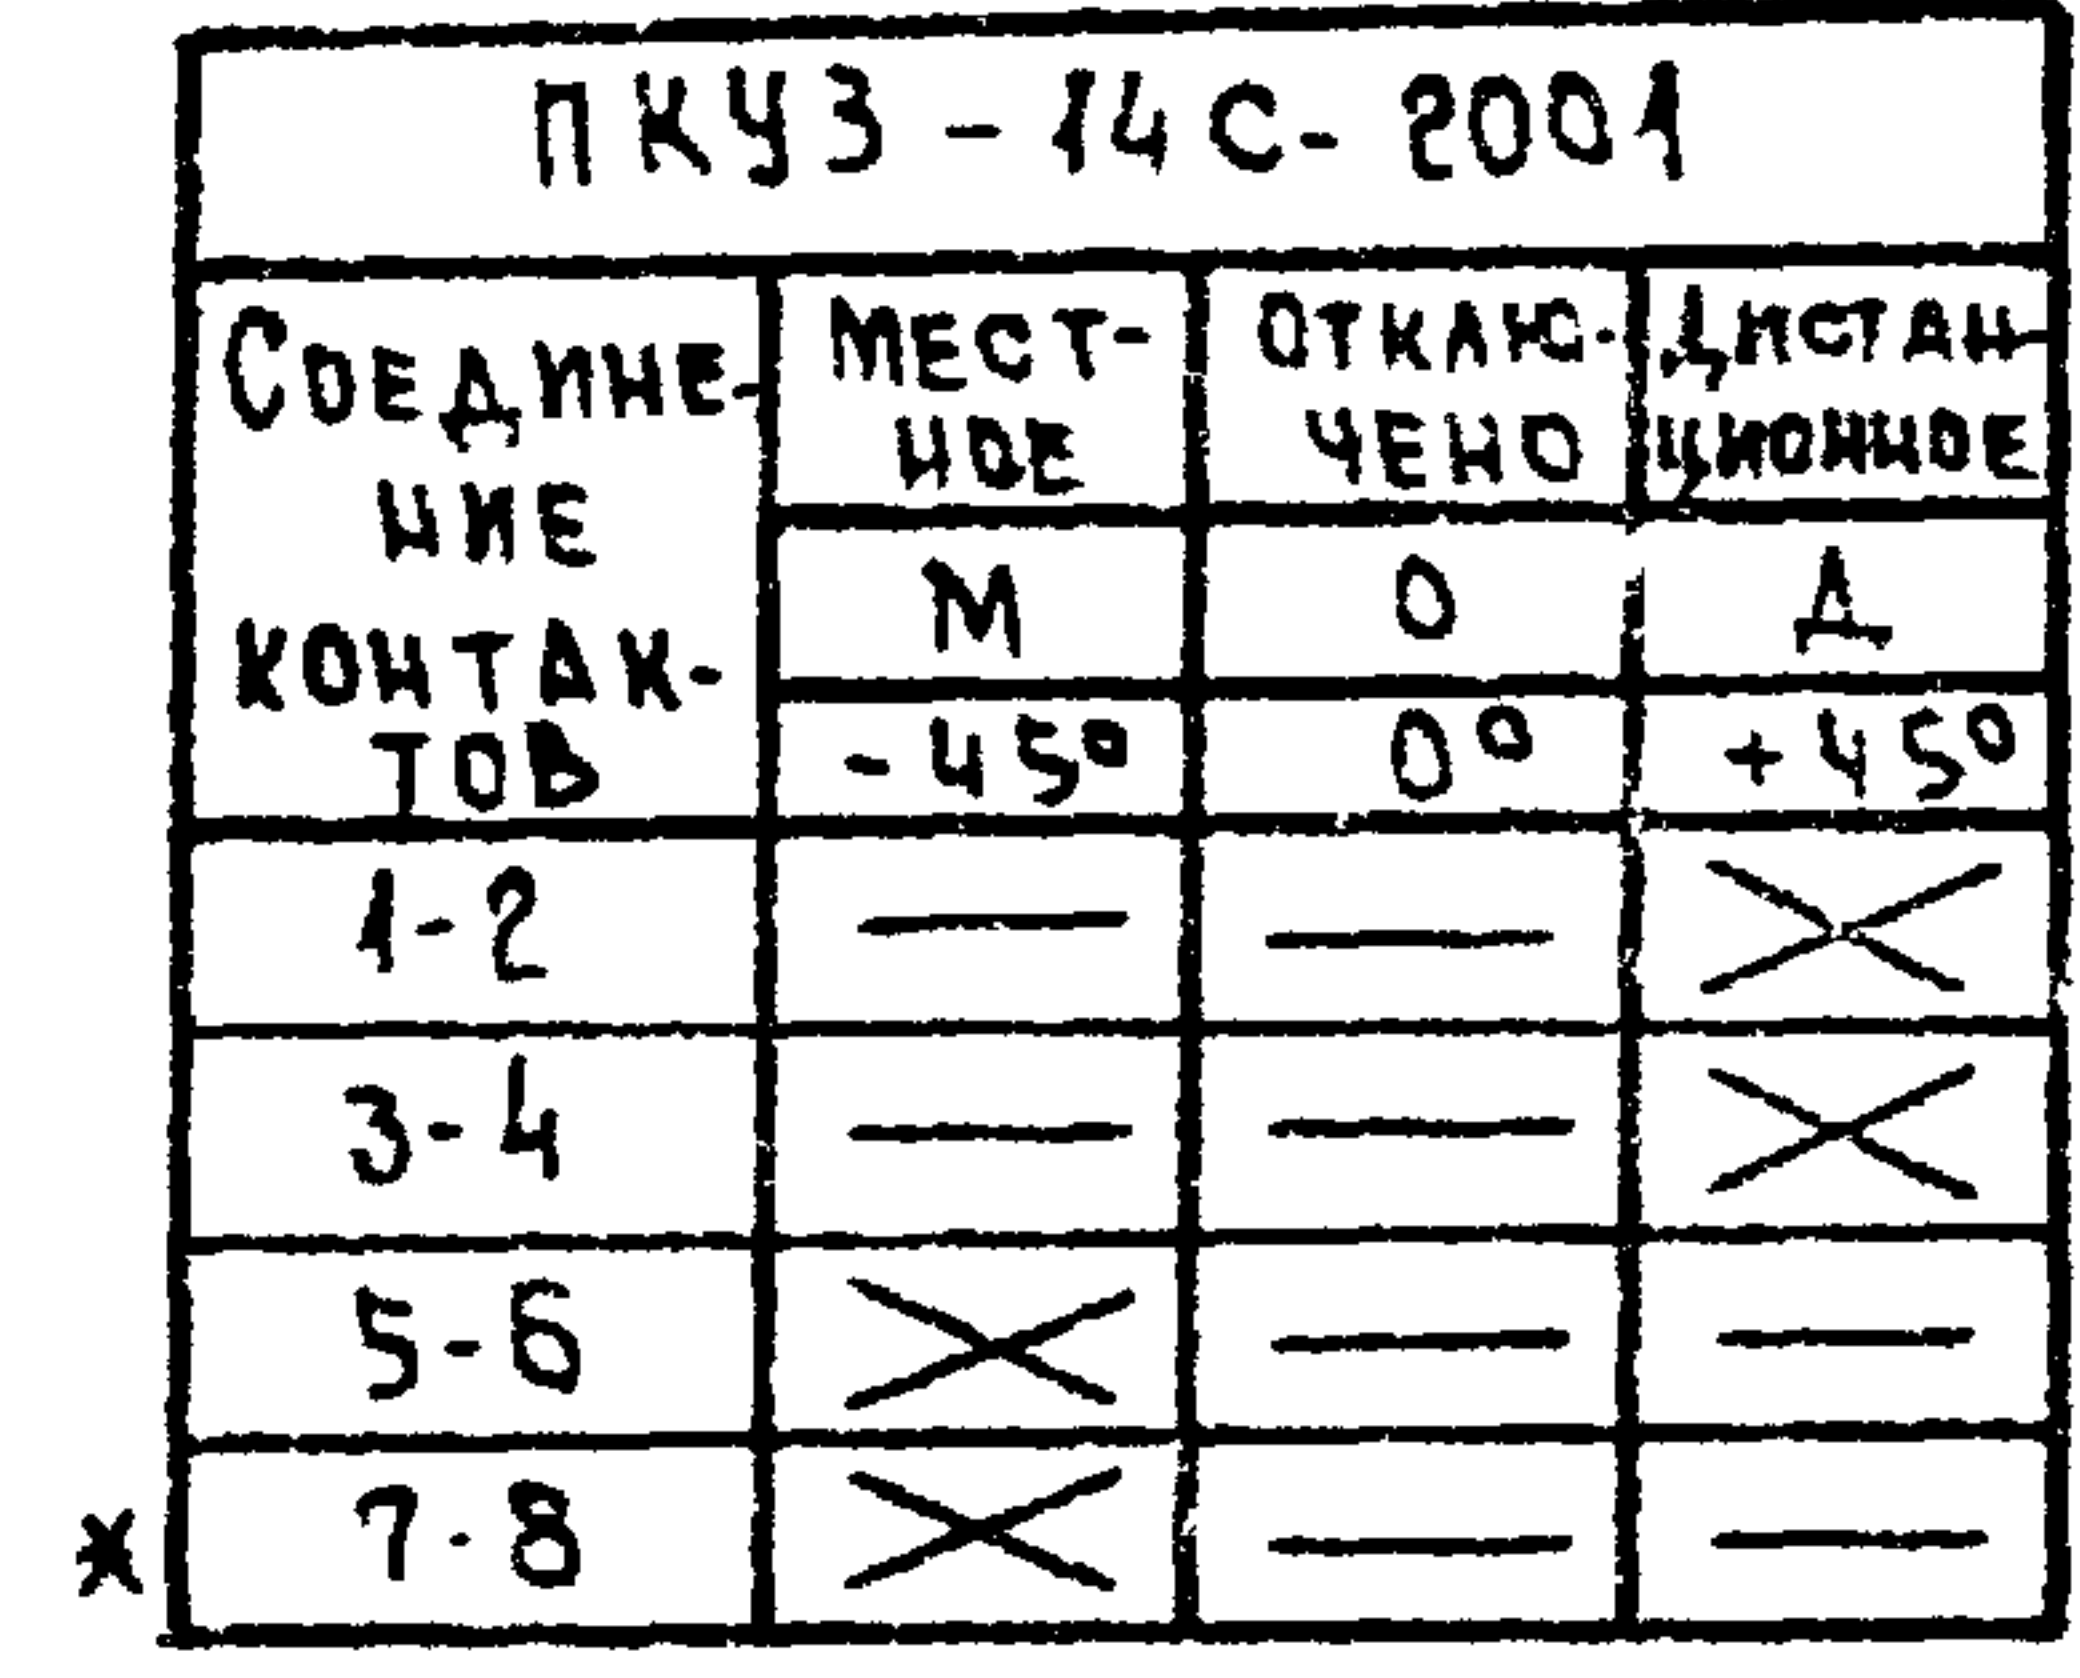 ПКУ3-14С-2001
Соедине-
ние
контак-
тов
Мест-
ное
Отклю-
чено
Дистан-
ционное
М
О
Д
-45°
0°
+45°
1-2
— — X
3-4
— — X
5-6
X — —
7-8
X — —
*